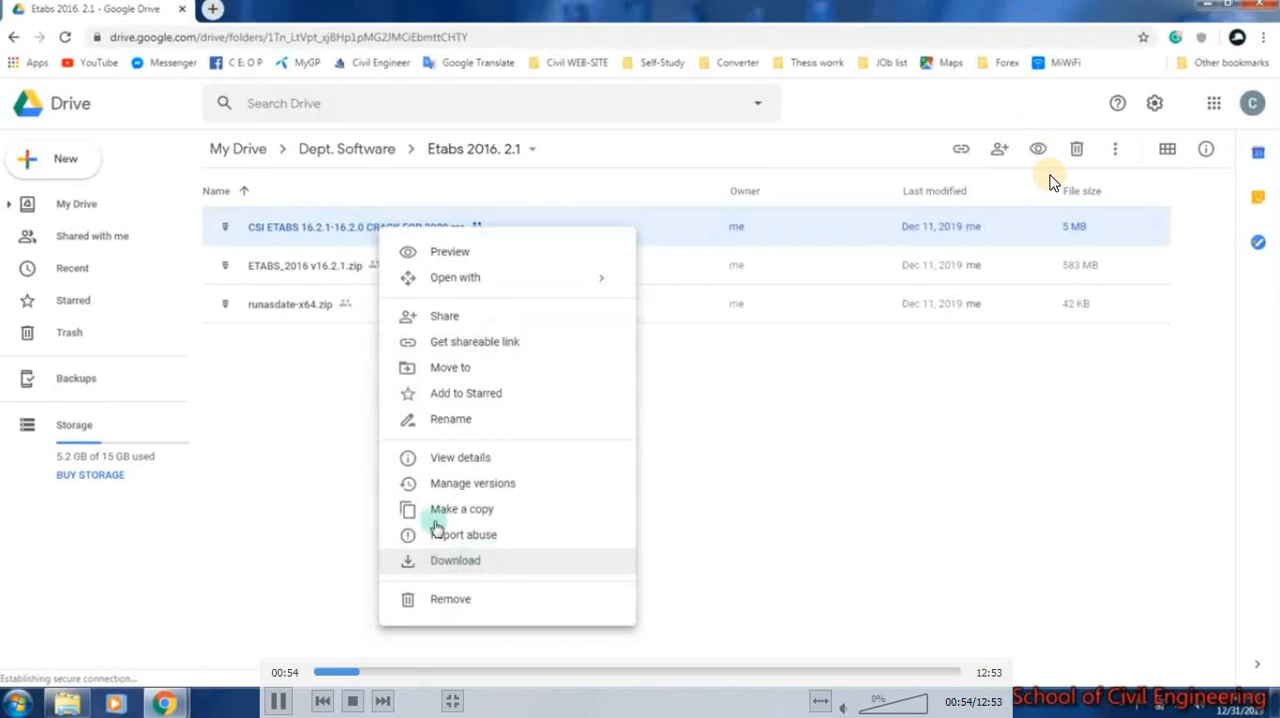 Etabs 2016. 2.1 - Google Drive
drive.google.com/drive/folders/1Tn_LtVpt_xjBHp1pMG2JMCiEbmttCHTY
Apps YouTube Messenger C E: O P MyGP Civil Engineer Google Translate Civil WEB-SITE Self-Study Converter Thesis worrk JOb list Maps Forex MiWiFi Other bookmarks
Drive
Search Drive
C
New
My Drive > Dept. Software > Etabs 2016. 2.1
Name Owner Last modified File size
My Drive
Shared with me
Recent
Starred
Trash
Backups
Storage
5.2 GB of 15 GB used
BUY STORAGE
CSI ETABS 16.2.1-16.2.0 CRACK FOR 2020 me Dec 11, 2019 me 5 MB
ETABS_2016 v16.2.1.zip me Dec 11, 2019 me 583 MB
runasdate-x64.zip me Dec 11, 2019 me 42 KB
Preview
Open with
Share
Get shareable link
Move to
Add to Starred
Rename
View details
Manage versions
Make a copy
port abuse
Download
Remove
Establishing secure connection...
00:54 12:53
0% 00:54/12:53
School of Civil Engineering